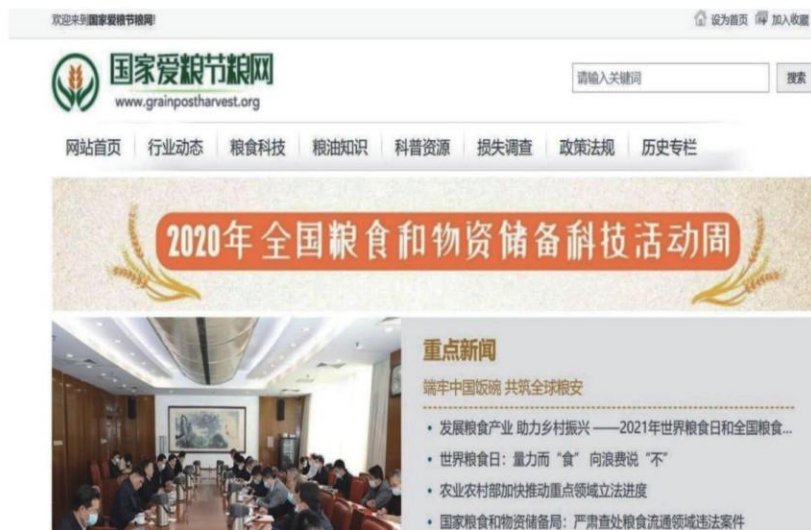 欢迎来到国家爱粮节粮网!
设为首页 加入收藏
国家爱粮节粮网
www.grainpostharvest.org
请输入关键词 搜索
网站首页 行业动态 粮食科技 粮油知识 科普资源 损失调查 政策法规 历史专栏
2020年全国粮食和物资储备科技活动周
重点新闻
端牢中国饭碗 共筑全球粮安
• 发展粮食产业 助力乡村振兴 ——2021年世界粮食日和全国粮食...
• 世界粮食日：量力而“食” 向浪费说“不”
• 农业农村部加快推动重点领域立法进度
• 国家粮食和物资储备局：严肃查处粮食流通领域违法案件